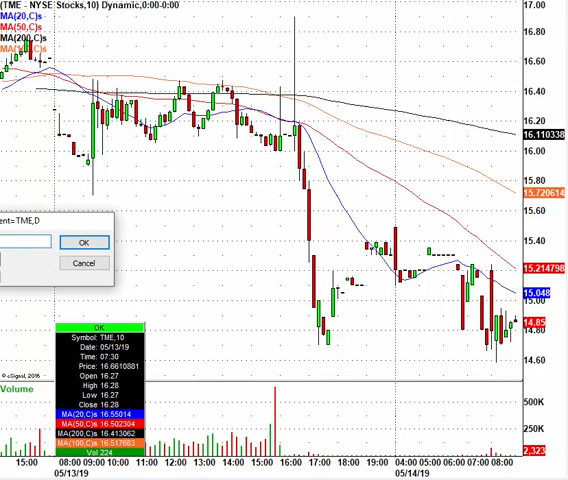 (TME - NYSE Stocks,10) Dynamic,0:00-0:00
MA(20,C)s
MA(50,C)s
MA(200,C)s
17.00
16.80
16.60
16.40
16.20
16.110338
16.00
15.80
15.720614
15.60
15.40
15.214798
15.048
15.00
14.85
14.80
14.60
ent=TME,D
OK
Cancel
© eSignal, 2016
OK
Symbol: TME,10
Date: 05/13/19
Time: 07:30
Price: 16.6610881
Open 16.27
High 16.28
Low 16.27
Close 16.28
MA(20,C)s 16.55014
MA(50,C)s 16.502304
MA(200,C)s 16.413062
MA(100,C)s 16.517663
Vol 224
Volume
500K
250K
2,323
15:00 08:00 09:00 10:00 11:00 12:00 13:00 14:00 15:00 16:00 17:00 18:00 19:00 04:00 05:00 06:00 07:00 08:00
05/13/19 05/14/19